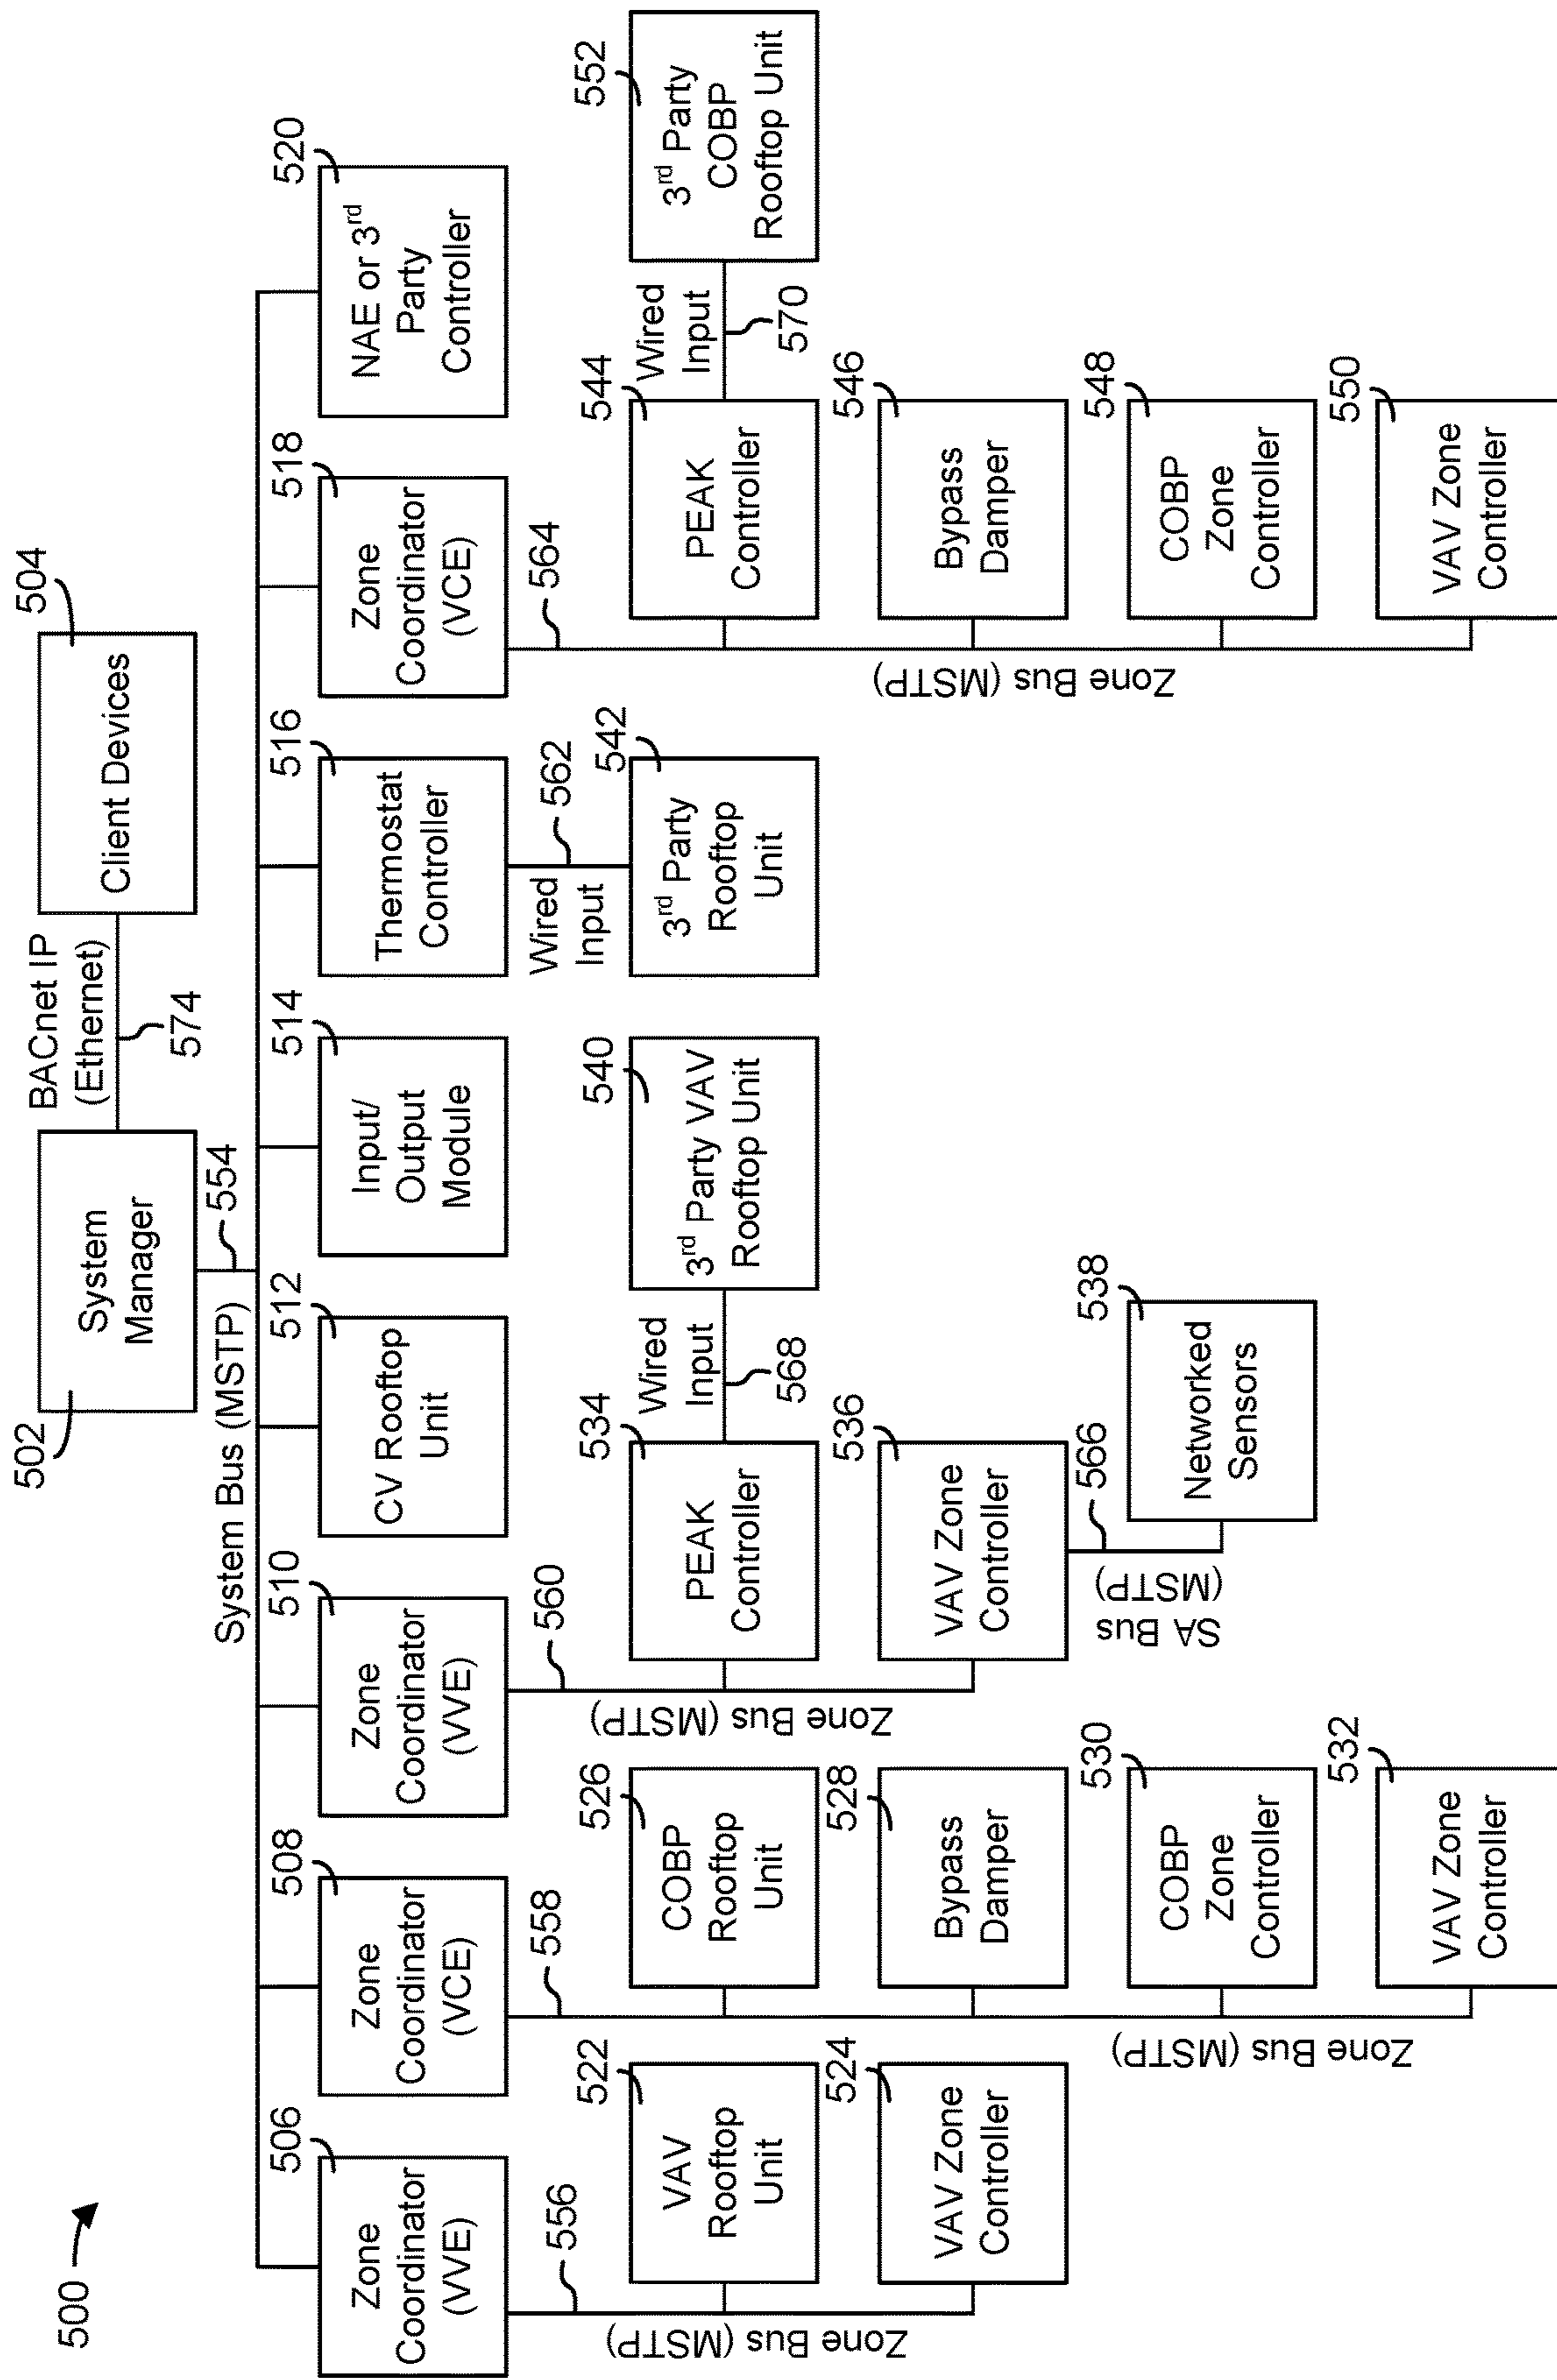 500
502
System
Manager
BACnet IP
(Ethernet)
574
Client Devices
504
System Bus (MSTP)
554
506
Zone
Coordinator
(VVE)
508
Zone
Coordinator
(VCE)
510
Zone
Coordinator
(VVE)
512
CV Rooftop
Unit
514
Input/
Output
Module
516
Thermostat
Controller
518
Zone
Coordinator
(VCE)
520
NAE or 3rd
Party
Controller
556
Zone Bus (MSTP)
522
VAV
Rooftop
Unit
524
VAV Zone
Controller
558
Zone Bus (MSTP)
526
COBP
Rooftop
Unit
528
Bypass
Damper
530
COBP
Zone
Controller
532
VAV Zone
Controller
560
Zone Bus (MSTP)
534
PEAK
Controller
Wired
Input
568
540
3rd Party VAV
Rooftop Unit
536
VAV Zone
Controller
566
SA Bus
(MSTP)
538
Networked
Sensors
Wired
Input
562
542
3rd Party
Rooftop
Unit
564
Zone Bus (MSTP)
544
PEAK
Controller
Wired
Input
570
552
3rd Party
COBP
Rooftop Unit
546
Bypass
Damper
548
COBP
Zone
Controller
550
VAV Zone
Controller